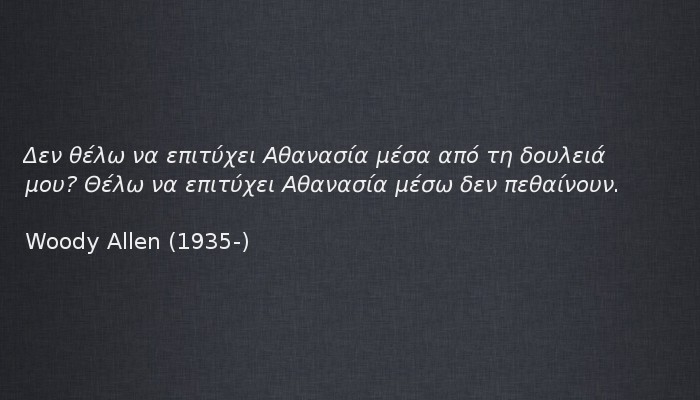 Δεν θέλω να επιτύχει Αθανασία μέσα από τη δουλειά
μου? Θέλω να επιτύχει Αθανασία μέσω δεν πεθαίνουν.
Woody Allen (1935-)